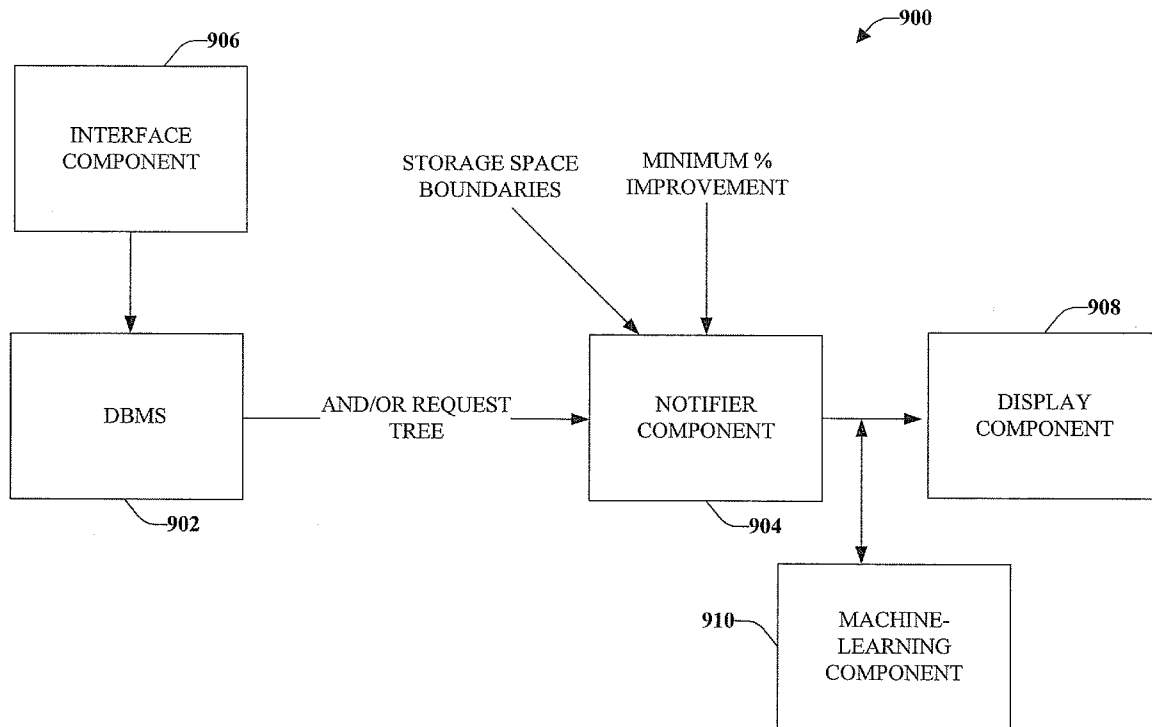 900
906
INTERFACE
COMPONENT
STORAGE SPACE
BOUNDARIES
MINIMUM %
IMPROVEMENT
908
DBMS
AND/OR REQUEST
TREE
NOTIFIER
COMPONENT
DISPLAY
COMPONENT
902
904
910
MACHINE-
LEARNING
COMPONENT